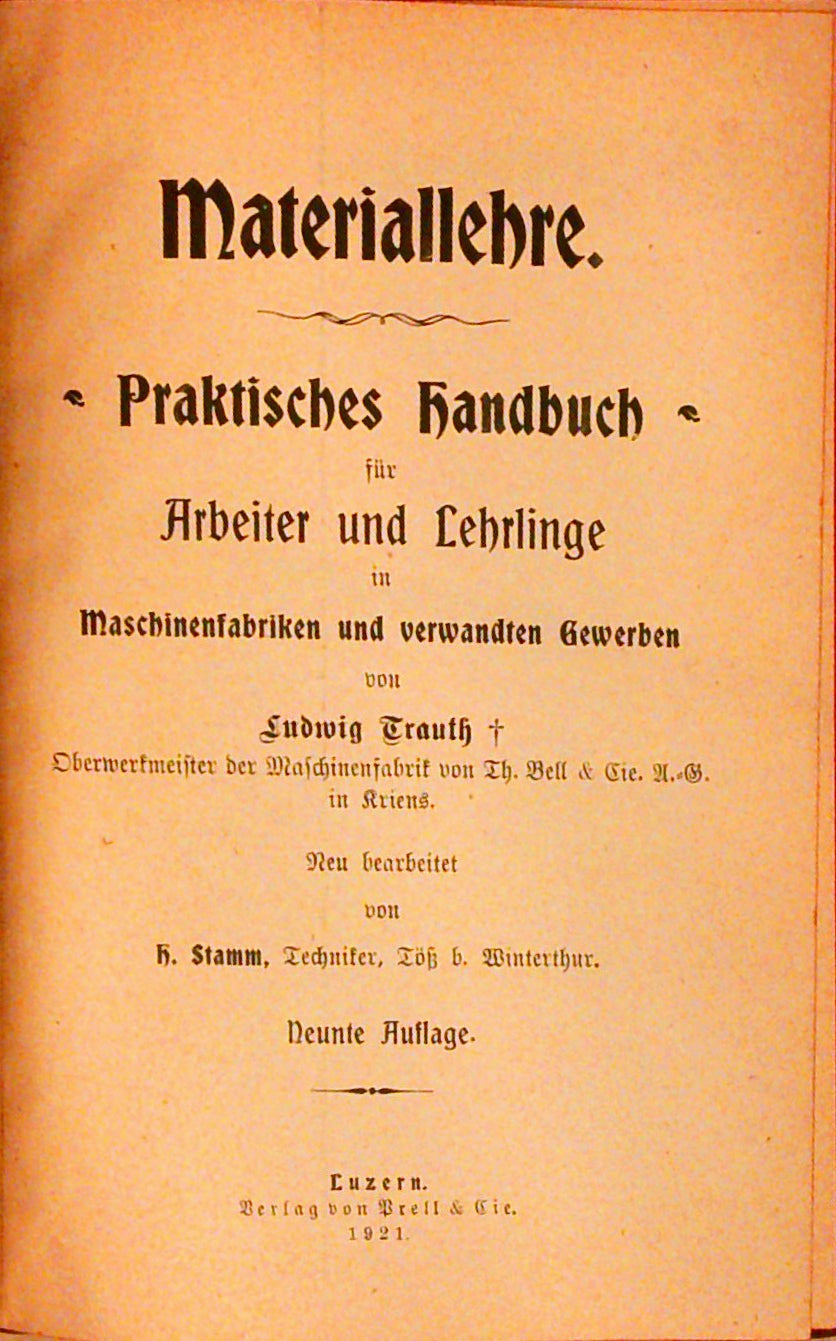 Materiallehre.
Praktisches Handbuch
für
Arbeiter und Lehrlinge
in
Maschinenfabriken und verwandten Gewerben
von
Ludwig Trauth †
Oberwerkmeister der Maschinenfabrik von Th. Bell & Cie. A.-G.
in Kriens.
Neu bearbeitet
von
H. Stamm, Techniker, Töß b. Winterthur.
Neunte Auflage.
Luzern.
Verlag von Prell & Cie.
1921.